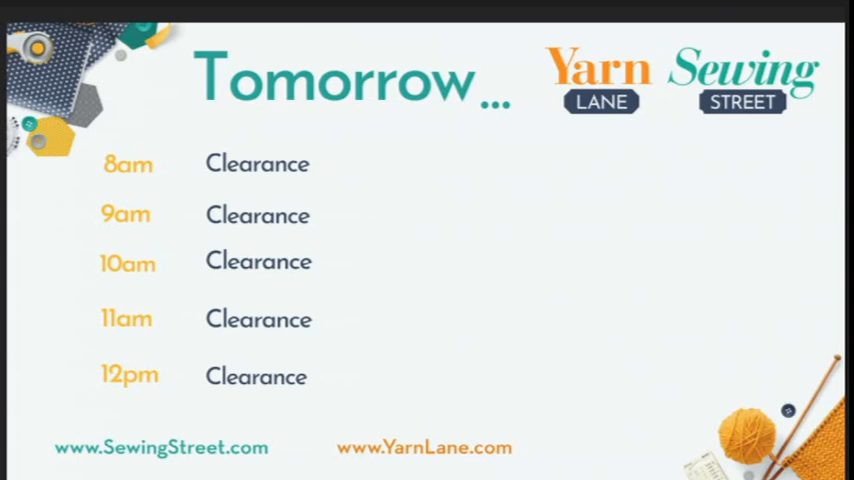 Tomorrow...
Yarn LANE
Sewing STREET
8am Clearance
9am Clearance
10am Clearance
11am Clearance
12pm Clearance
www.SewingStreet.com www.YarnLane.com